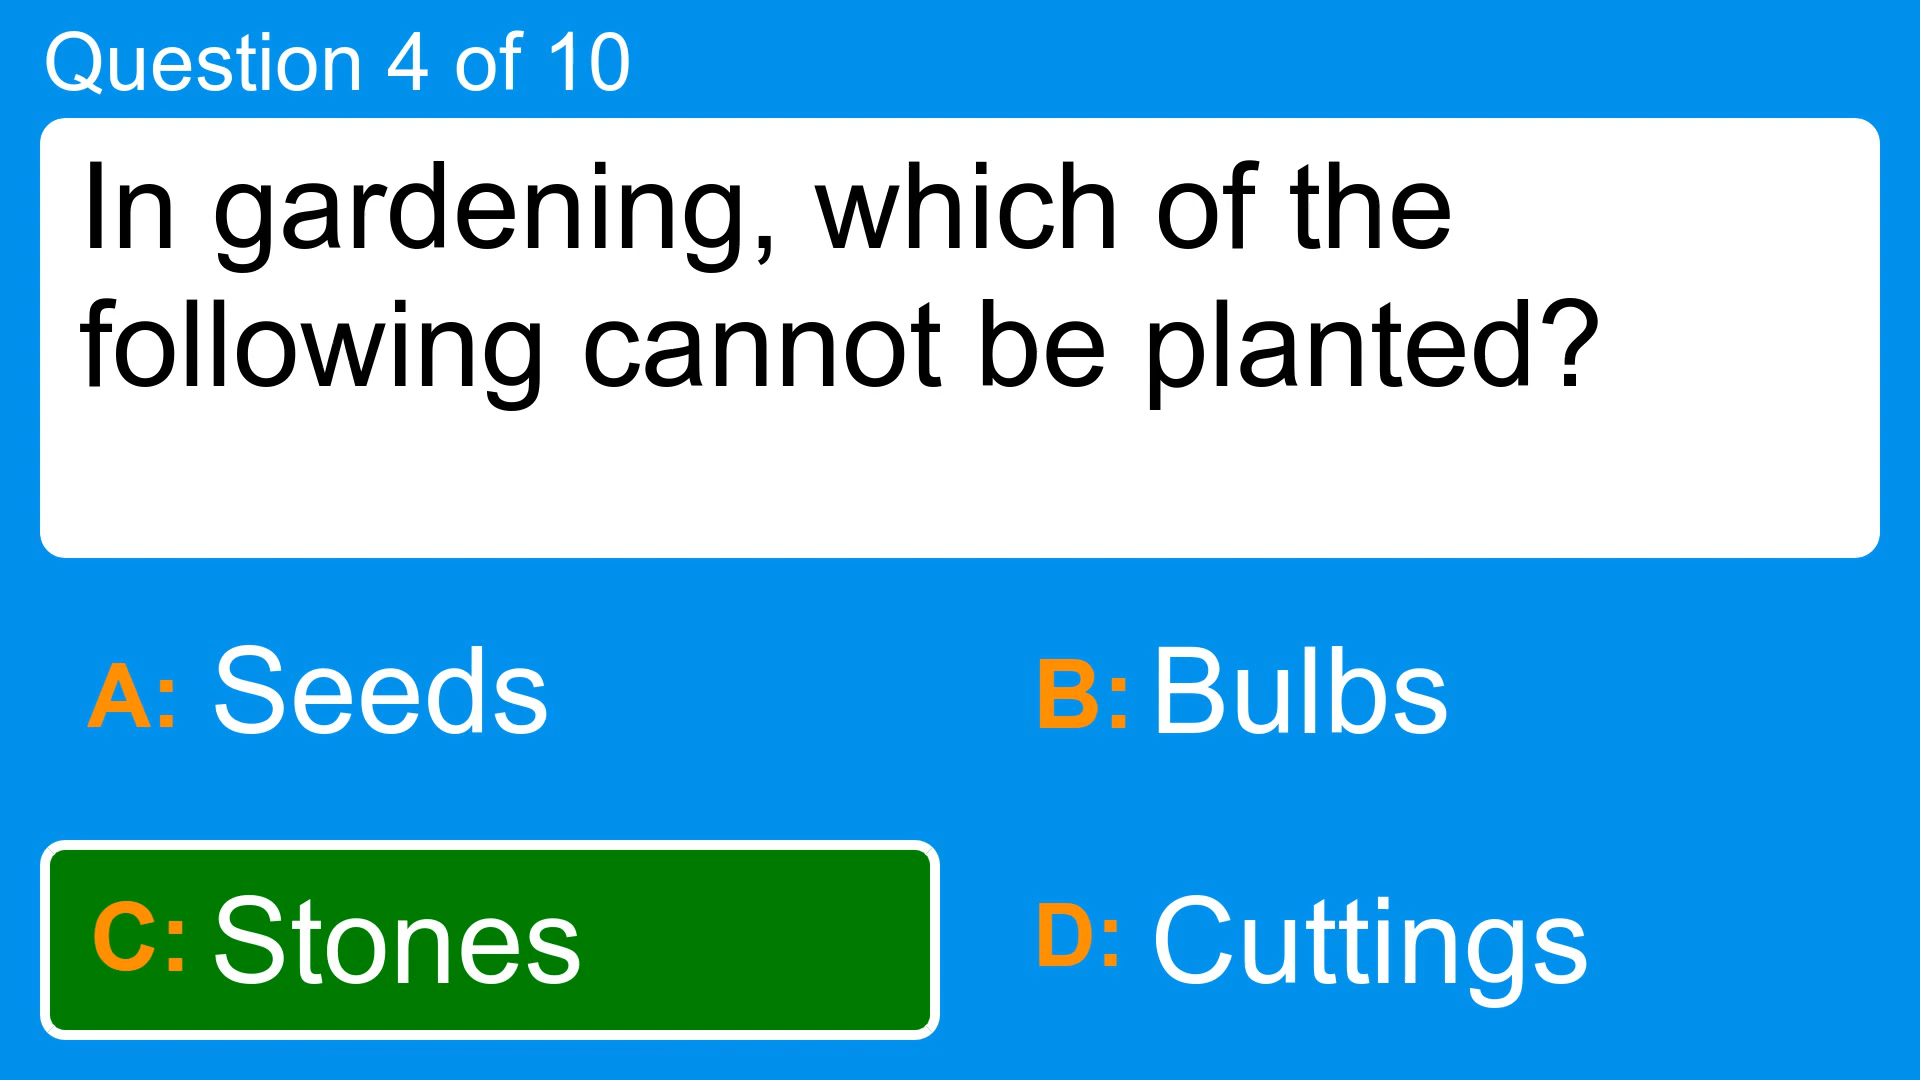 Question 4 of 10
In gardening, which of the
following cannot be planted?
A: Seeds
B: Bulbs
C: Stones
D: Cuttings